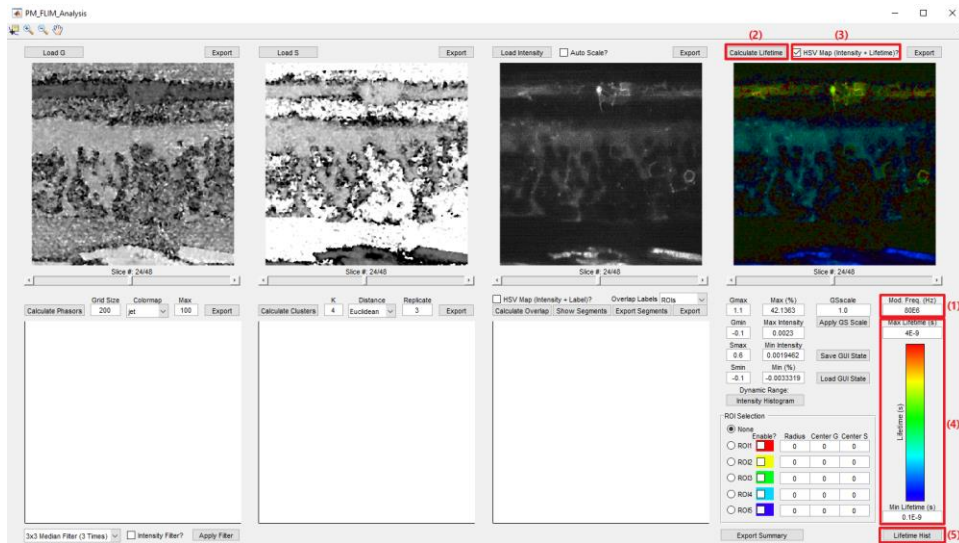 PM_FLIM_Analysis
(2)
(3)
Load G
Export
Load S
Export
Load Intensity
Auto Scale?
Export
Calculate Lifetime
HSV Map (Intensity + Lifetime)?
Export
Slice #: 24/48
Slice #: 24/48
Slice #: 24/48
Slice #: 24/48
Grid Size
Colormap
Max
Calculate Phasors
200
jet
100
Export
K
Distance
Replicate
Calculate Clusters
4
Euclidean
3
Export
HSV Map (Intensity + Label)?
Overlap Labels
ROIs
Calculate Overlap
Show Segments
Export Segments
Export
Gmax
Max (%)
GSscale
1.1
42.1363
1.0
Gmin
Max Intensity
Apply GS Scale
-0.1
0.0023
Smax
Min Intensity
0.6
0.0019462
Save GUI State
Smin
Min (%)
-0.1
-0.0033319
Load GUI State
Dynamic Range:
Intensity Histogram
Mod. Freq. (Hz)
80E6
(1)
Max Lifetime (s)
4E-9
Lifetime (s)
(4)
Min Lifetime (s)
0.1E-9
ROI Selection
None
Enable?
Radius
Center G
Center S
ROI1
0
0
0
ROI2
0
0
0
ROI3
0
0
0
ROI4
0
0
0
ROI5
0
0
0
3x3 Median Filter (3 Times)
Intensity Filter?
Apply Filter
Export Summary
Lifetime Hist
(5)